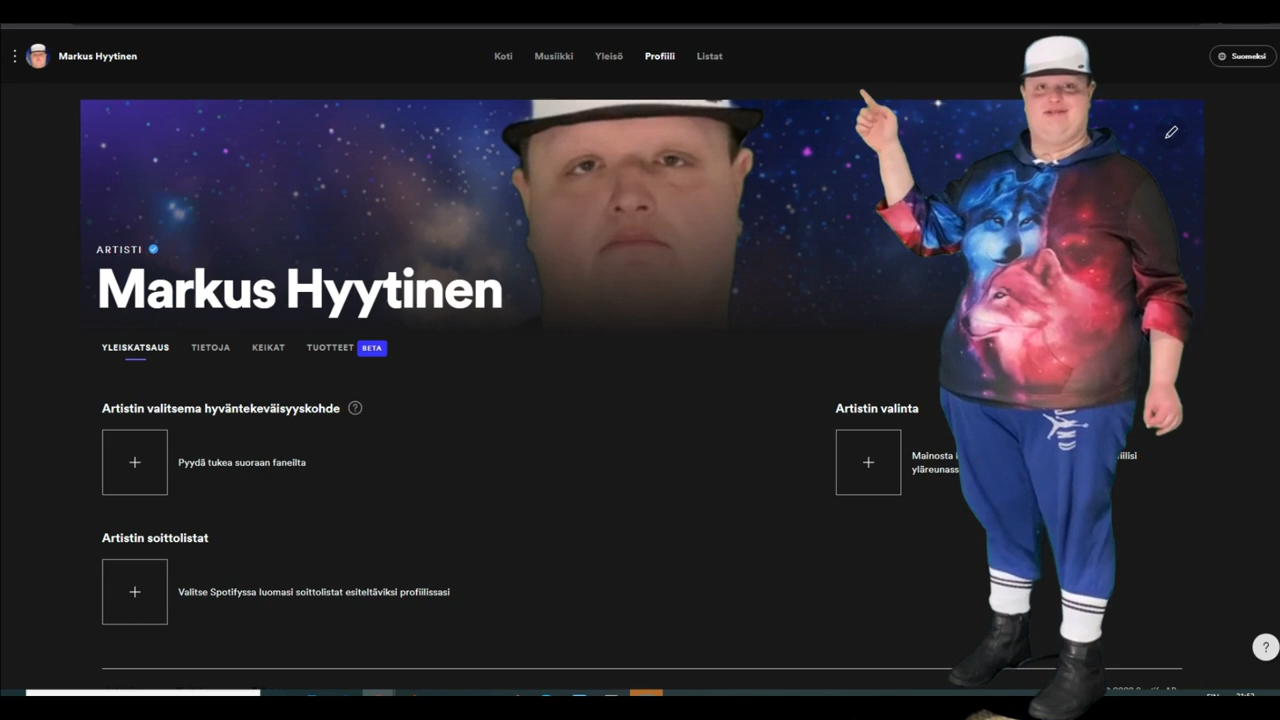 Markus Hyytinen
Koti Musiikki Yleisö Profiili Listat
Suomeksi
ARTISTI
Markus Hyytinen
YLEISKATSAUS TIETOJA KEIKAT TUOTTEET BETA
Artistin valitsema hyväntekeväisyyskohde ?
Artistin valinta
Pyydä tukea suoraan faneilta
Mainosta
yläreunass
Artistin soittolistat
Valitse Spotifyssa luomasi soittolistat esiteltäviksi profiilissasi
?